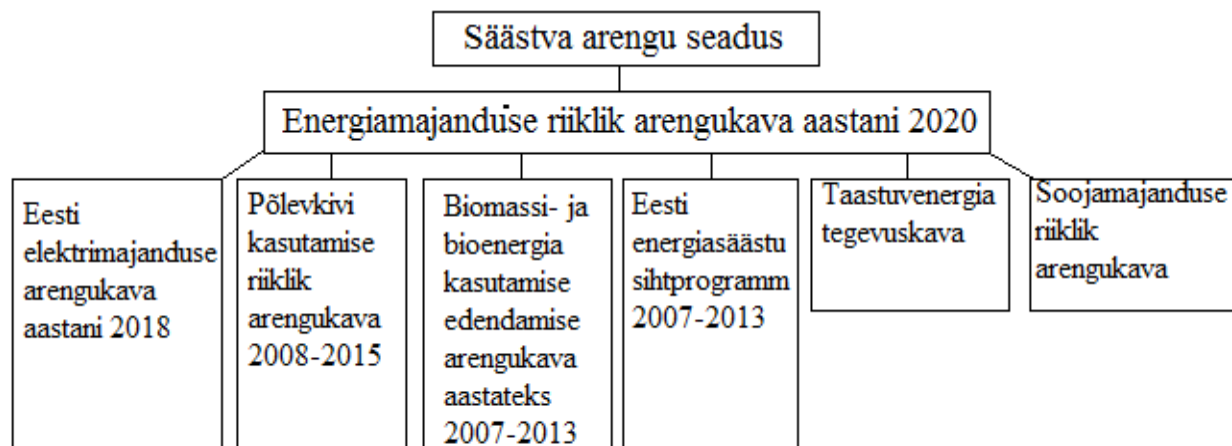 Säästva arengu seadus
Energiamajanduse riiklik arengukava aastani 2020
Eesti
elektrimajanduse
arengukava
aastani 2018
Põlevkivi
kasutamise
riiklik
arengukava
2008-2015
Biomassi- ja
bioenergia
kasutamise
edendamise
arengukava
aastateks
2007-2013
Eesti
energiasäästu
sihtprogramm
2007-2013
Taastuvenergia
tegevuskava
Soojamajanduse
riiklik
arengukava